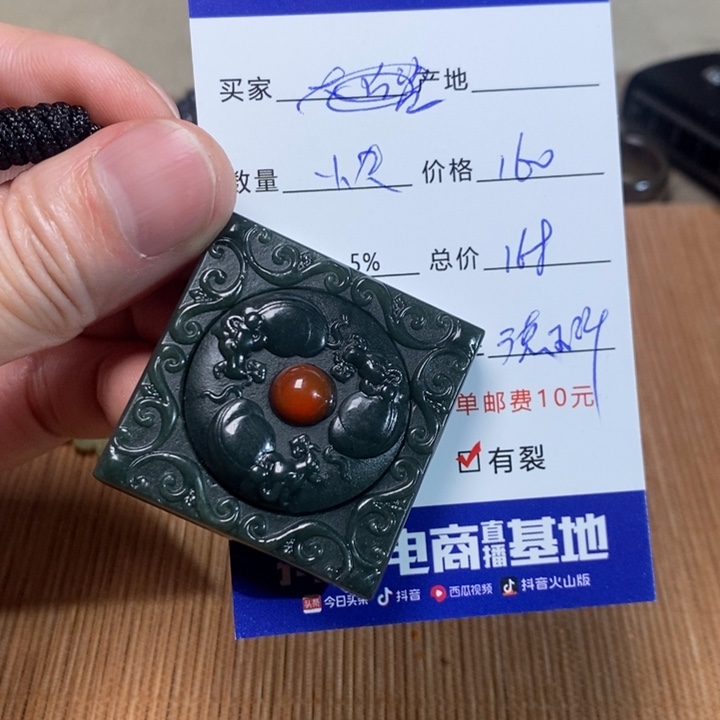 买家 产地
数量 价格 160
5% 总价 168
单邮费10元
有裂
电商直播基地
今日头条 抖音 西瓜视频 抖音火山版